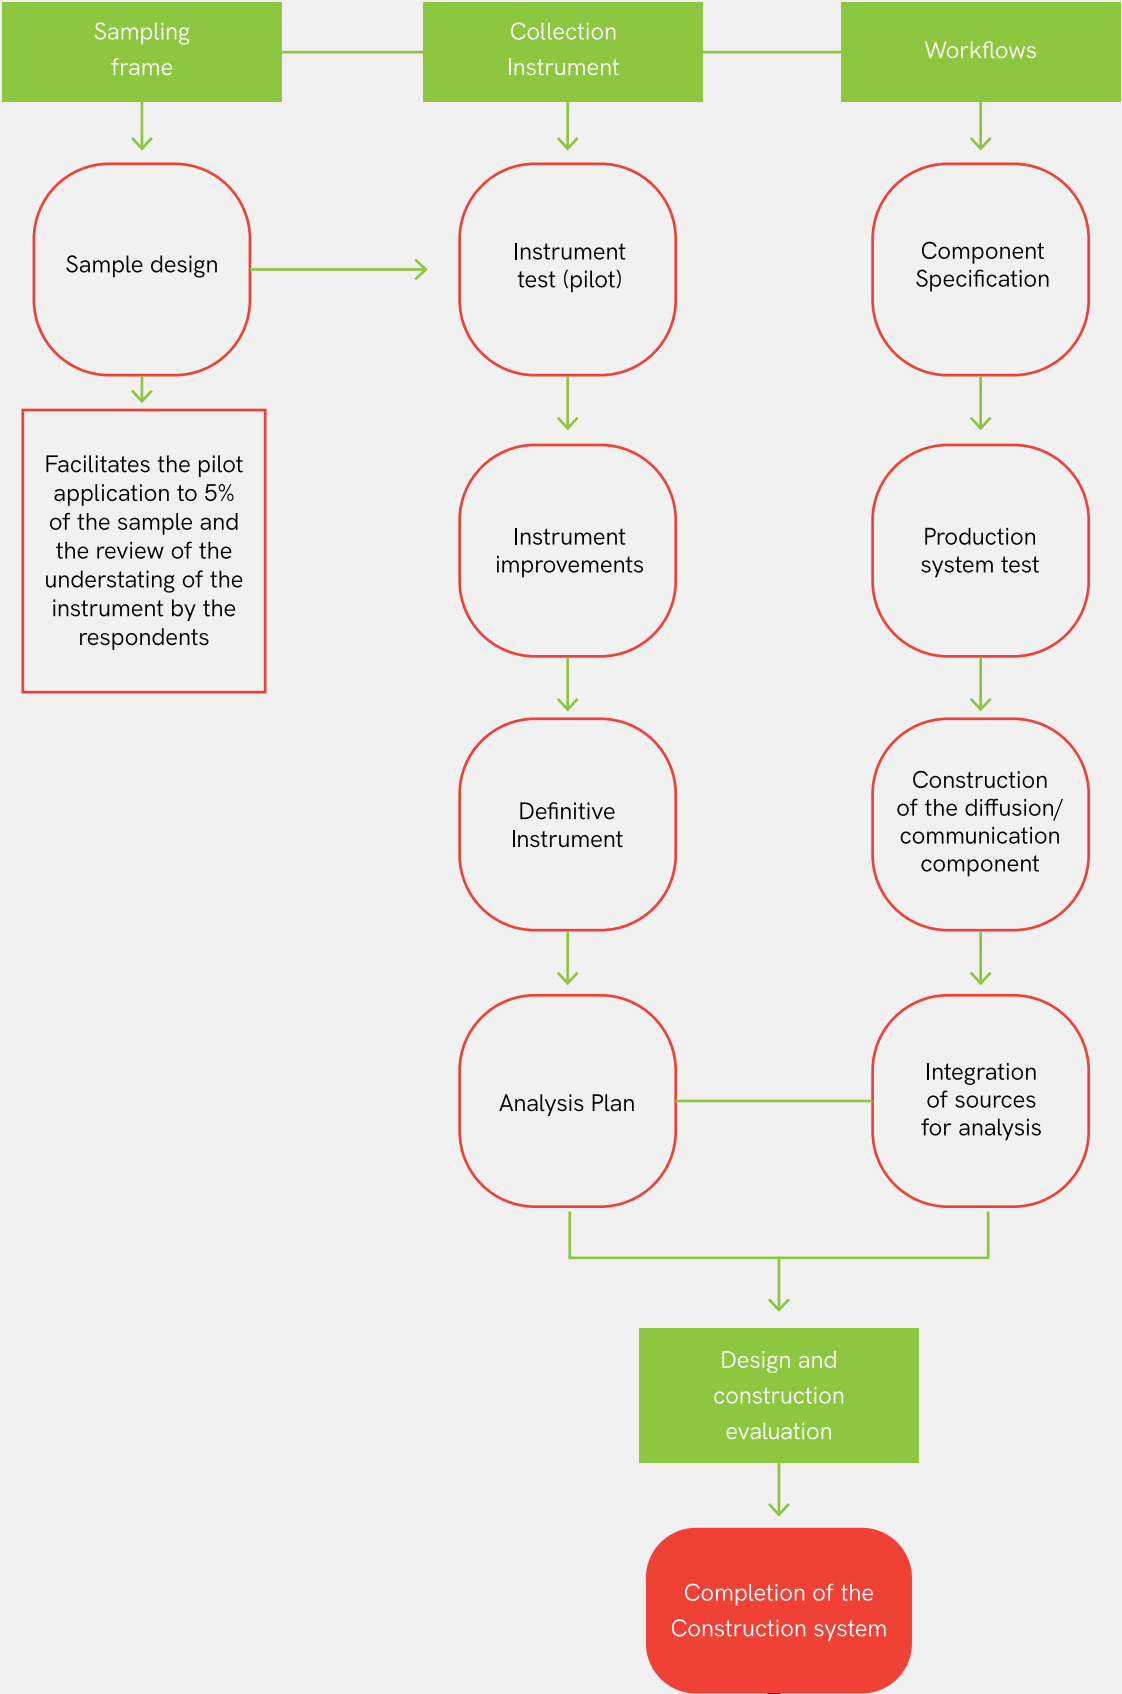 Sampling
frame
Collection
Instrument
Workflows
Sample design
Instrument
test (pilot)
Component
Specification
Facilitates the pilot
application to 5%
of the sample and
the review of the
understating of the
instrument by the
respondents
Instrument
improvements
Production
system test
Definitive
Instrument
Construction
of the diffusion/
communication
component
Analysis Plan
Integration
of sources
for analysis
Design and
construction
evaluation
Completion of the
Construction system